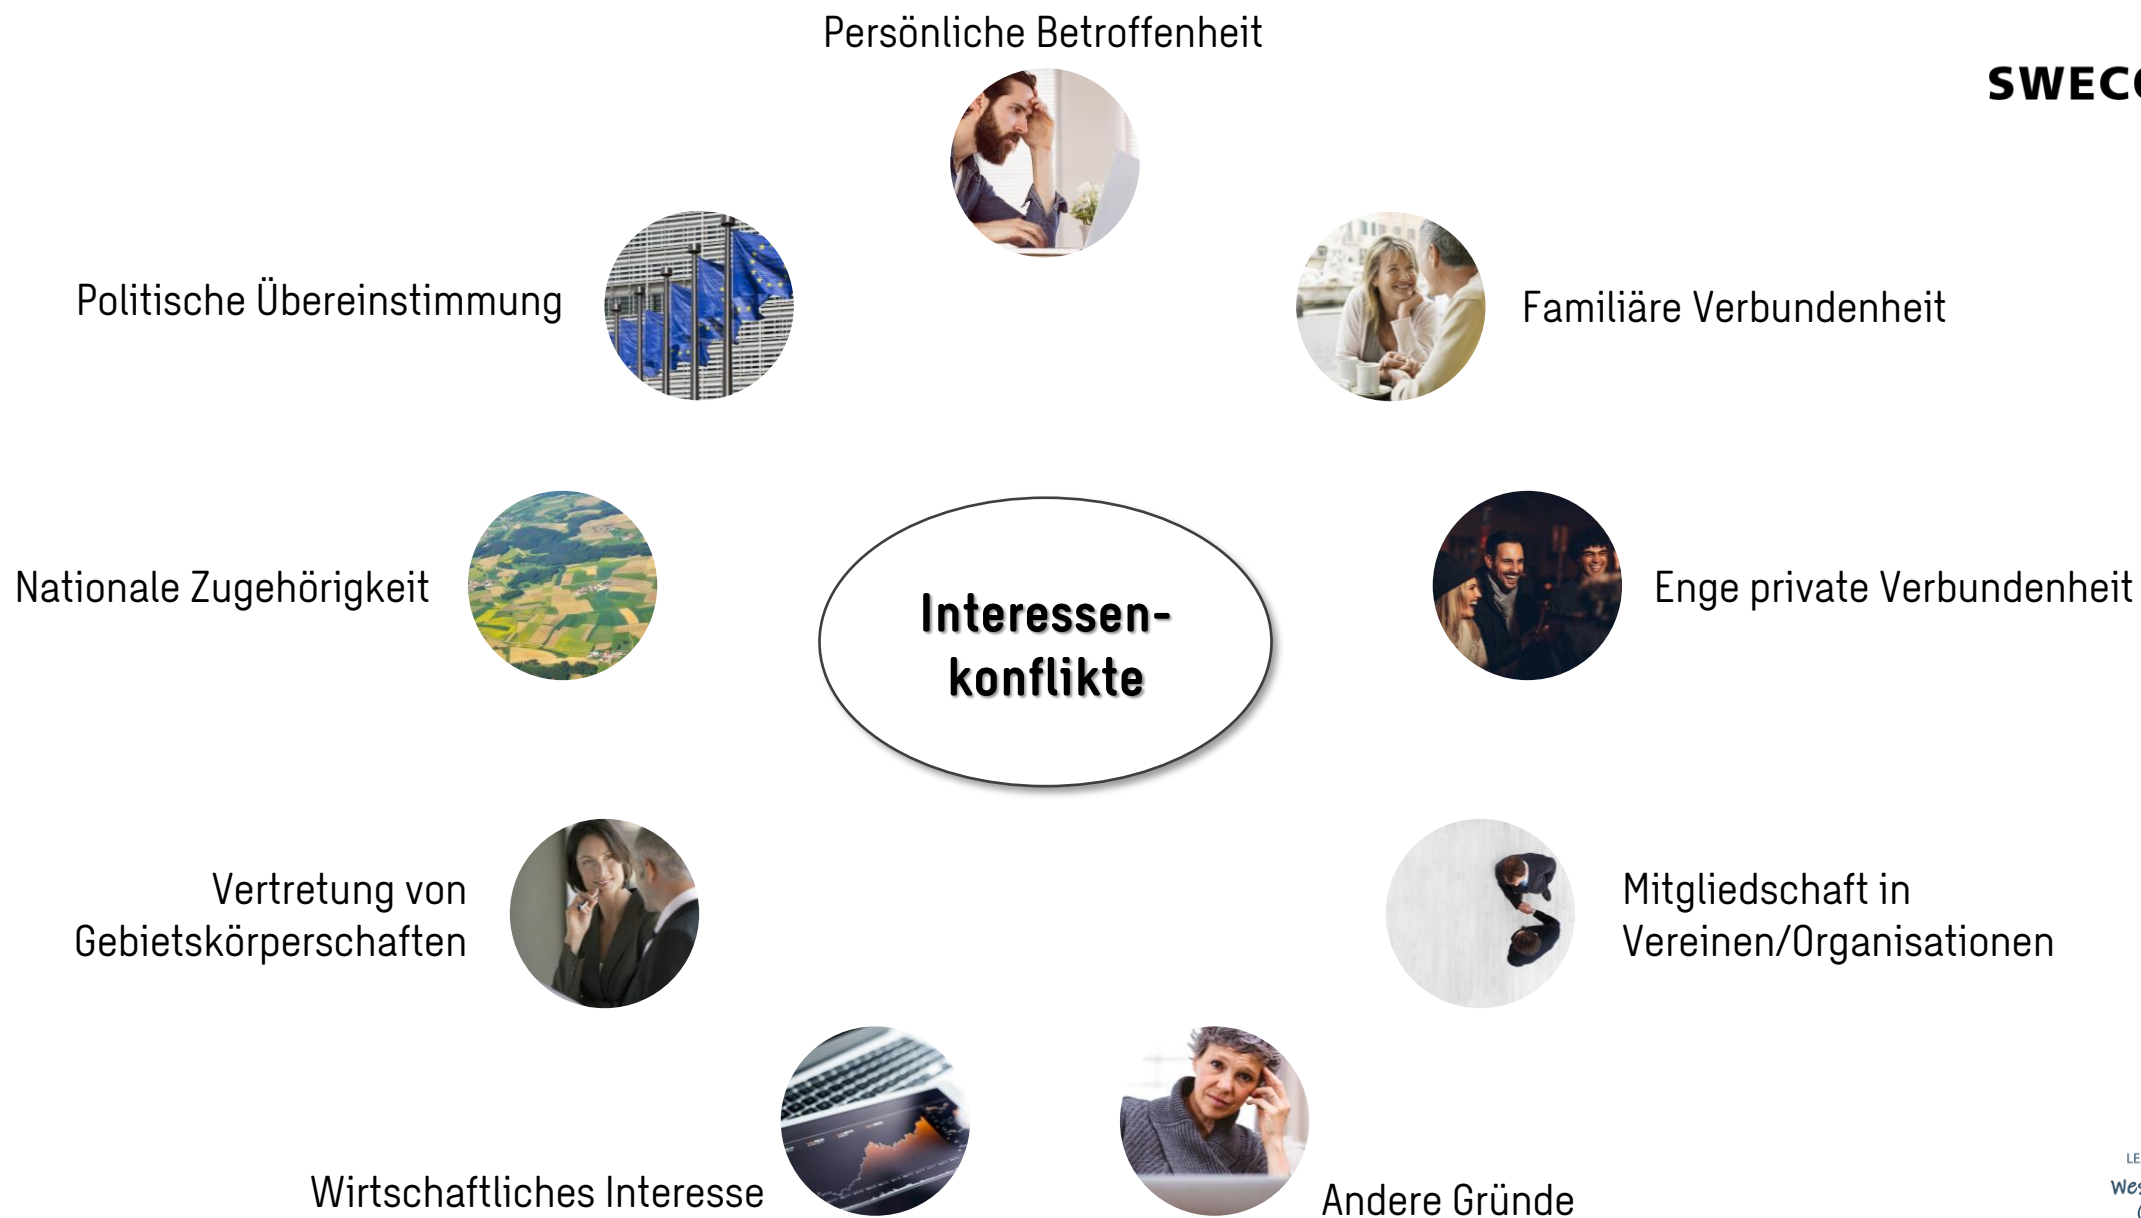 Persönliche Betroffenheit
SWECO
Politische Übereinstimmung
Familiäre Verbundenheit
Nationale Zugehörigkeit
Interessen-
konflikte
Enge private Verbundenheit
Vertretung von
Gebietskörperschaften
Mitgliedschaft in
Vereinen/Organisationen
Wirtschaftliches Interesse
Andere Gründe